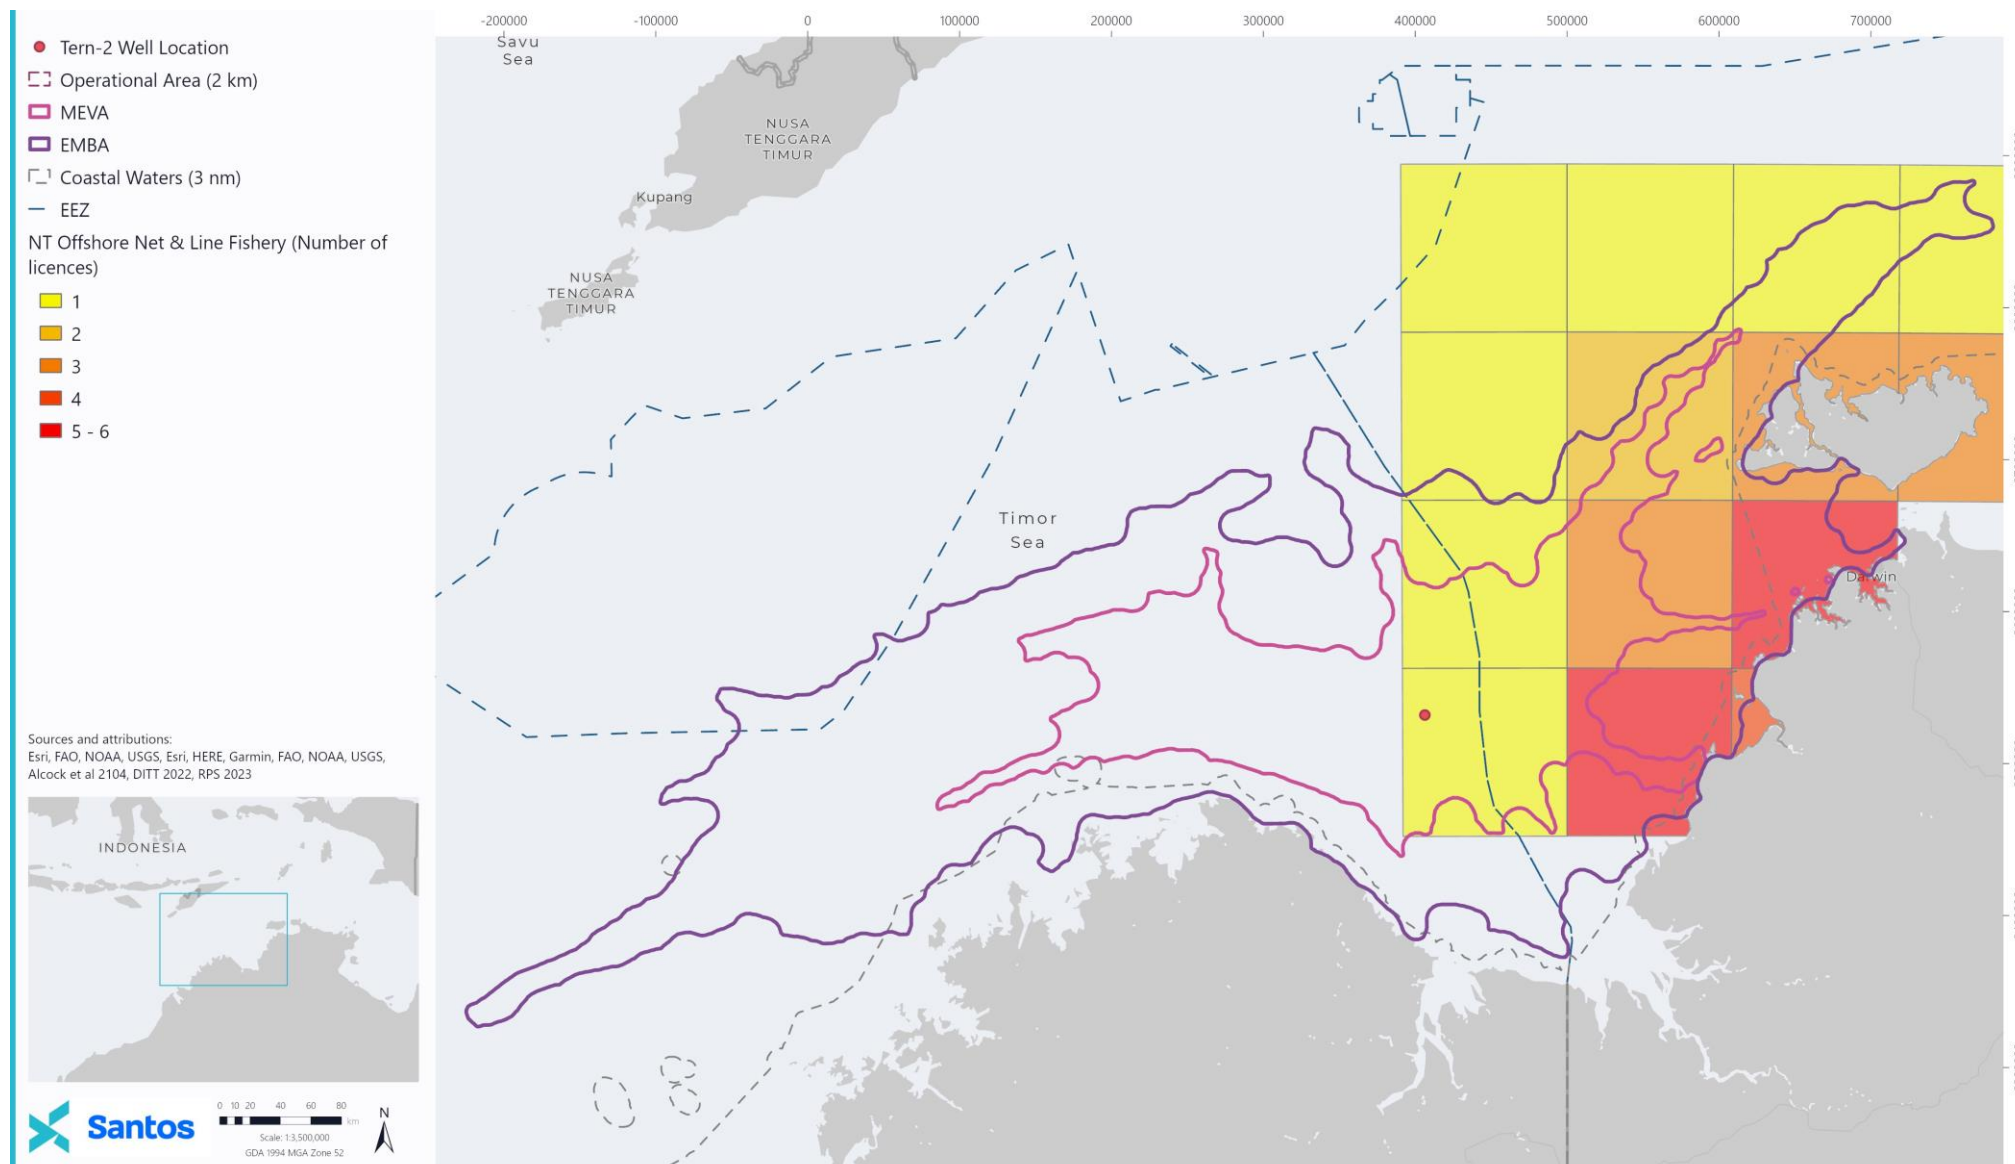 Tern-2 Well Location
Operational Area (2 km)
MEVA
EMBA
Coastal Waters (3 nm)
EEZ
NT Offshore Net & Line Fishery (Number of
licences)
1
2
3
4
5 - 6
Sources and attributions:
Esri, FAO, NOAA, USGS, Esri, HERE, Garmin, FAO, NOAA, USGS,
Alcock et al 2104, DITT 2022, RPS 2023
INDONESIA
Santos
0 10 20 40 60 80
km
Scale: 1:3,500,000
GDA 1994 MGA Zone 52
N
-200000 -100000 0 100000 200000 300000 400000 500000 600000 700000
Savu
Sea
NUSA
TENGGARA
TIMUR
Kupang
NUSA
TENGGARA
TIMUR
Timor
Sea
Darwin